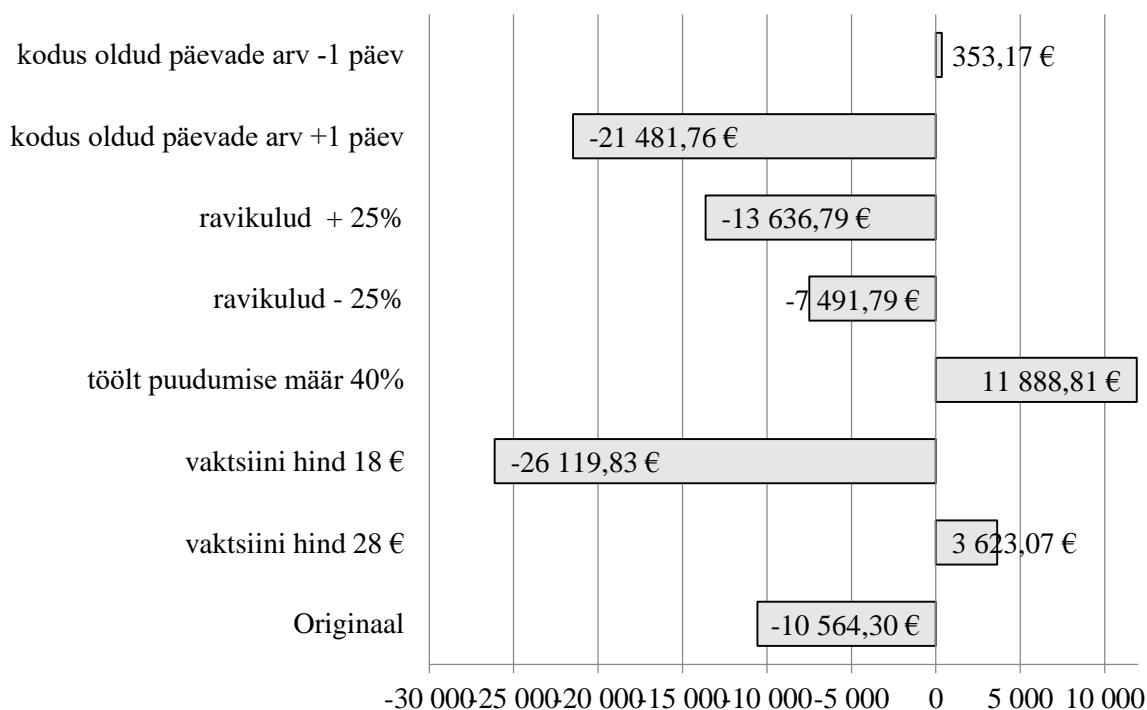 kodus oldud päevade arv -1 päev 353,17 €
kodus oldud päevade arv +1 päev -21 481,76 €
ravikulud + 25% -13 636,79 €
ravikulud - 25% -7 491,79 €
töölt puudumise määr 40% 11 888,81 €
vaktsiini hind 18 € -26 119,83 €
vaktsiini hind 28 € 3 623,07 €
Originaal -10 564,30 €
-30 000 -25 000 -20 000 -15 000 -10 000 -5 000 0 5 000 10 000